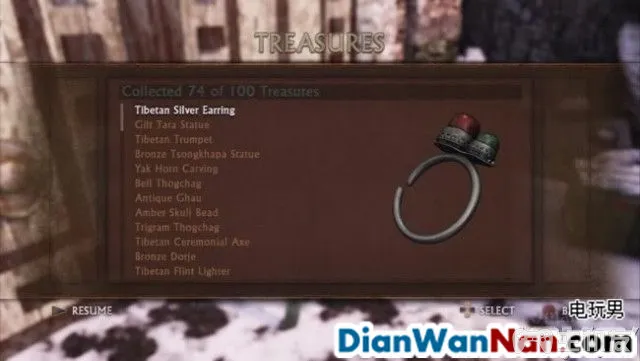 TREASURES
Collected 74 of 100 Treasures
Tibetan Silver Earring
Gilt Tara Statue
Tibetan Trumpet
Bronze Tsongkhapa Statue
Yak Horn Carving
Bell Thogchag
Antique Ghau
Amber Skull Bead
Trigram Thogchag
Tibetan Ceremonial Axe
Bronze Dorje
Tibetan Flint Lighter
RESUME
SELECT
电玩男
DianWanNan.com